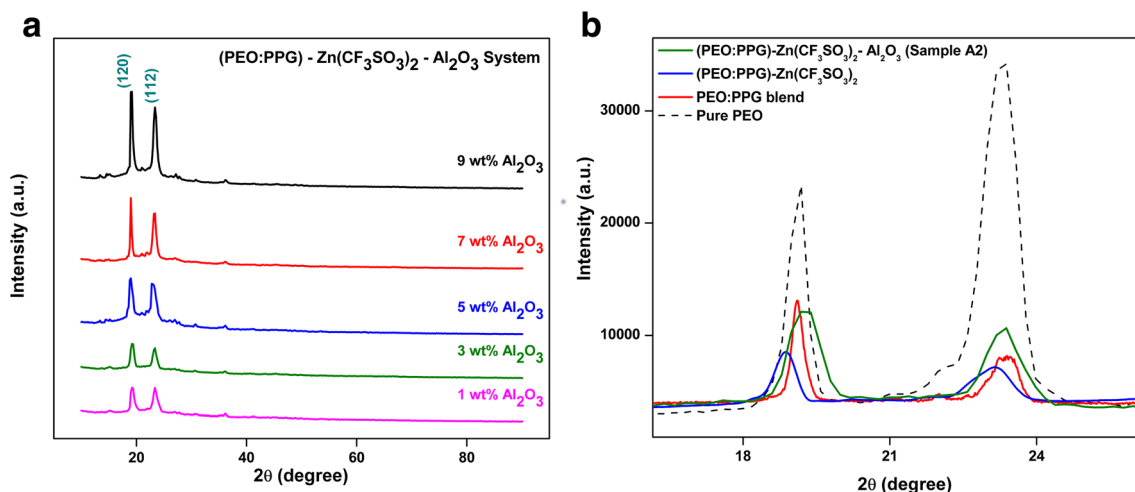 a
(PEO:PPG) - Zn(CF3SO3)2 - Al2O3 System
(120)
(112)
9 wt% Al2O3
7 wt% Al2O3
5 wt% Al2O3
3 wt% Al2O3
1 wt% Al2O3
Intensity (a.u.)
20 40 60 80
2θ (degree)
b
(PEO:PPG)-Zn(CF3SO3)2- Al2O3 (Sample A2)
(PEO:PPG)-Zn(CF3SO3)2
PEO:PPG blend
Pure PEO
30000
20000
10000
Intensity (a.u.)
18 21 24
2θ (degree)